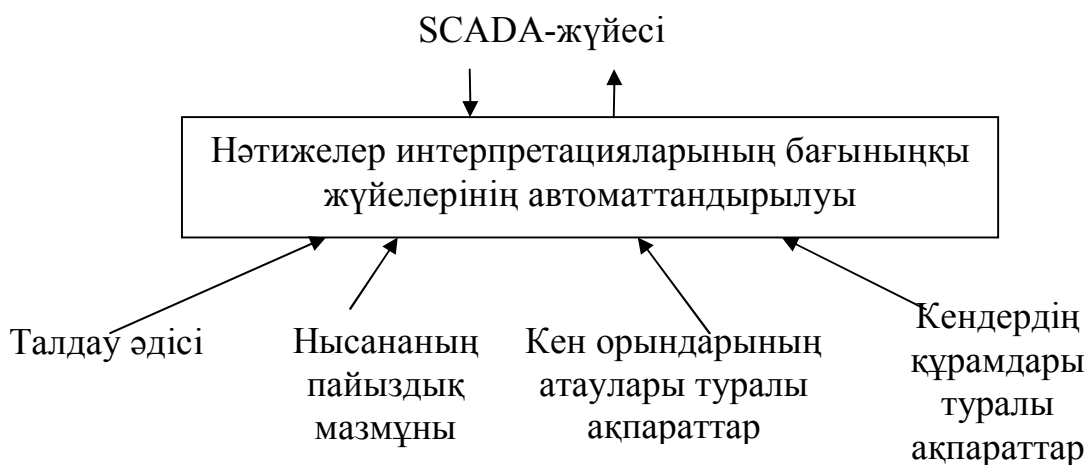 SCADA-жүйесі
Нәтижелер интерпретацияларының бағыныңқы
жүйелерінің автоматтандырылуы
Талдау әдісі
Нысананың
пайыздық
мазмұны
Кен орындарының
атаулары туралы
ақпараттар
Кендердің
құрамдары
туралы
ақпараттар